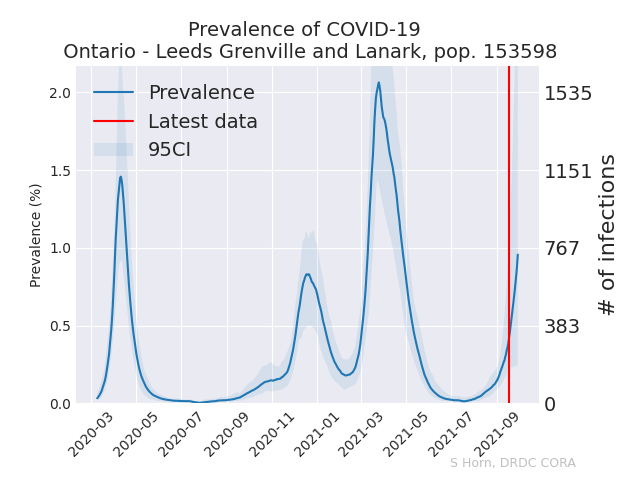 Prevalence of COVID-19
Ontario - Leeds Grenville and Lanark, pop. 153598
Prevalence
Latest data
95CI
Prevalence (%)
2.0
1.5
1.0
0.5
0.0
1535
1151
767
383
0
# of infections
2020-03
2020-05
2020-07
2020-09
2020-11
2021-01
2021-03
2021-05
2021-07
2021-09
S Horn, DRDC CORA